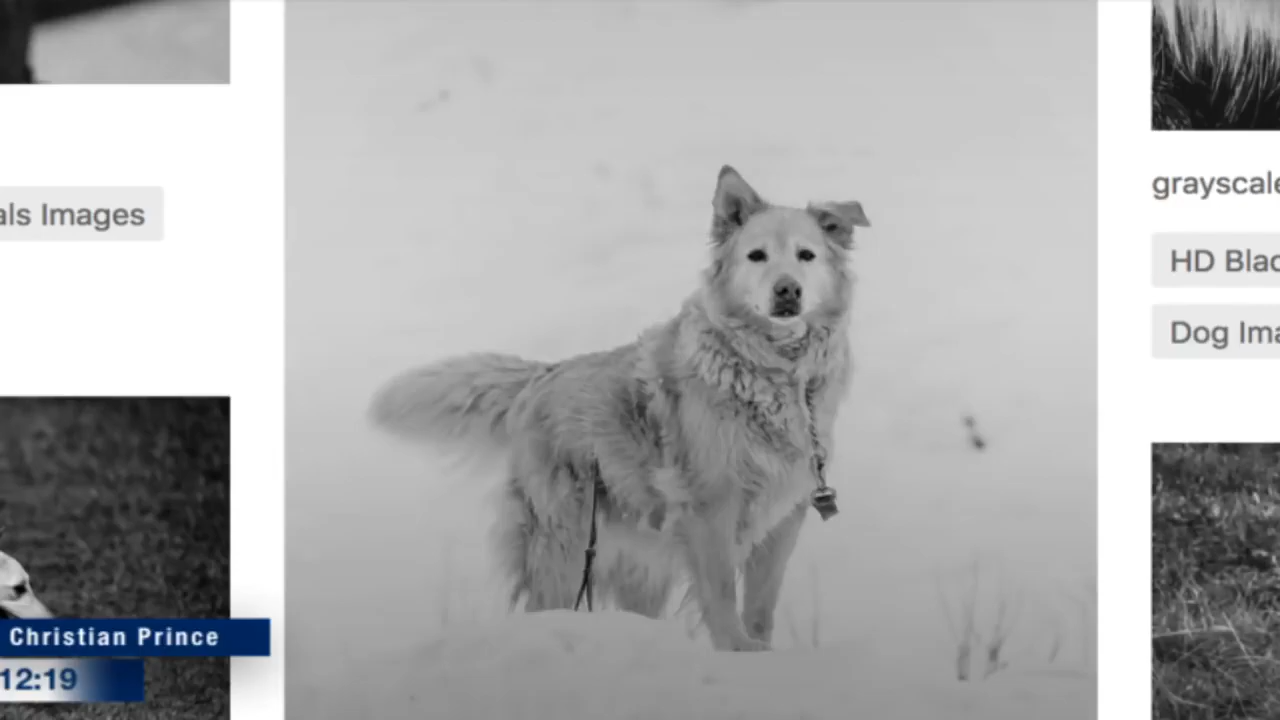 als Images
grayscale
HD Blac
Dog Ima
Christian Prince
12:19